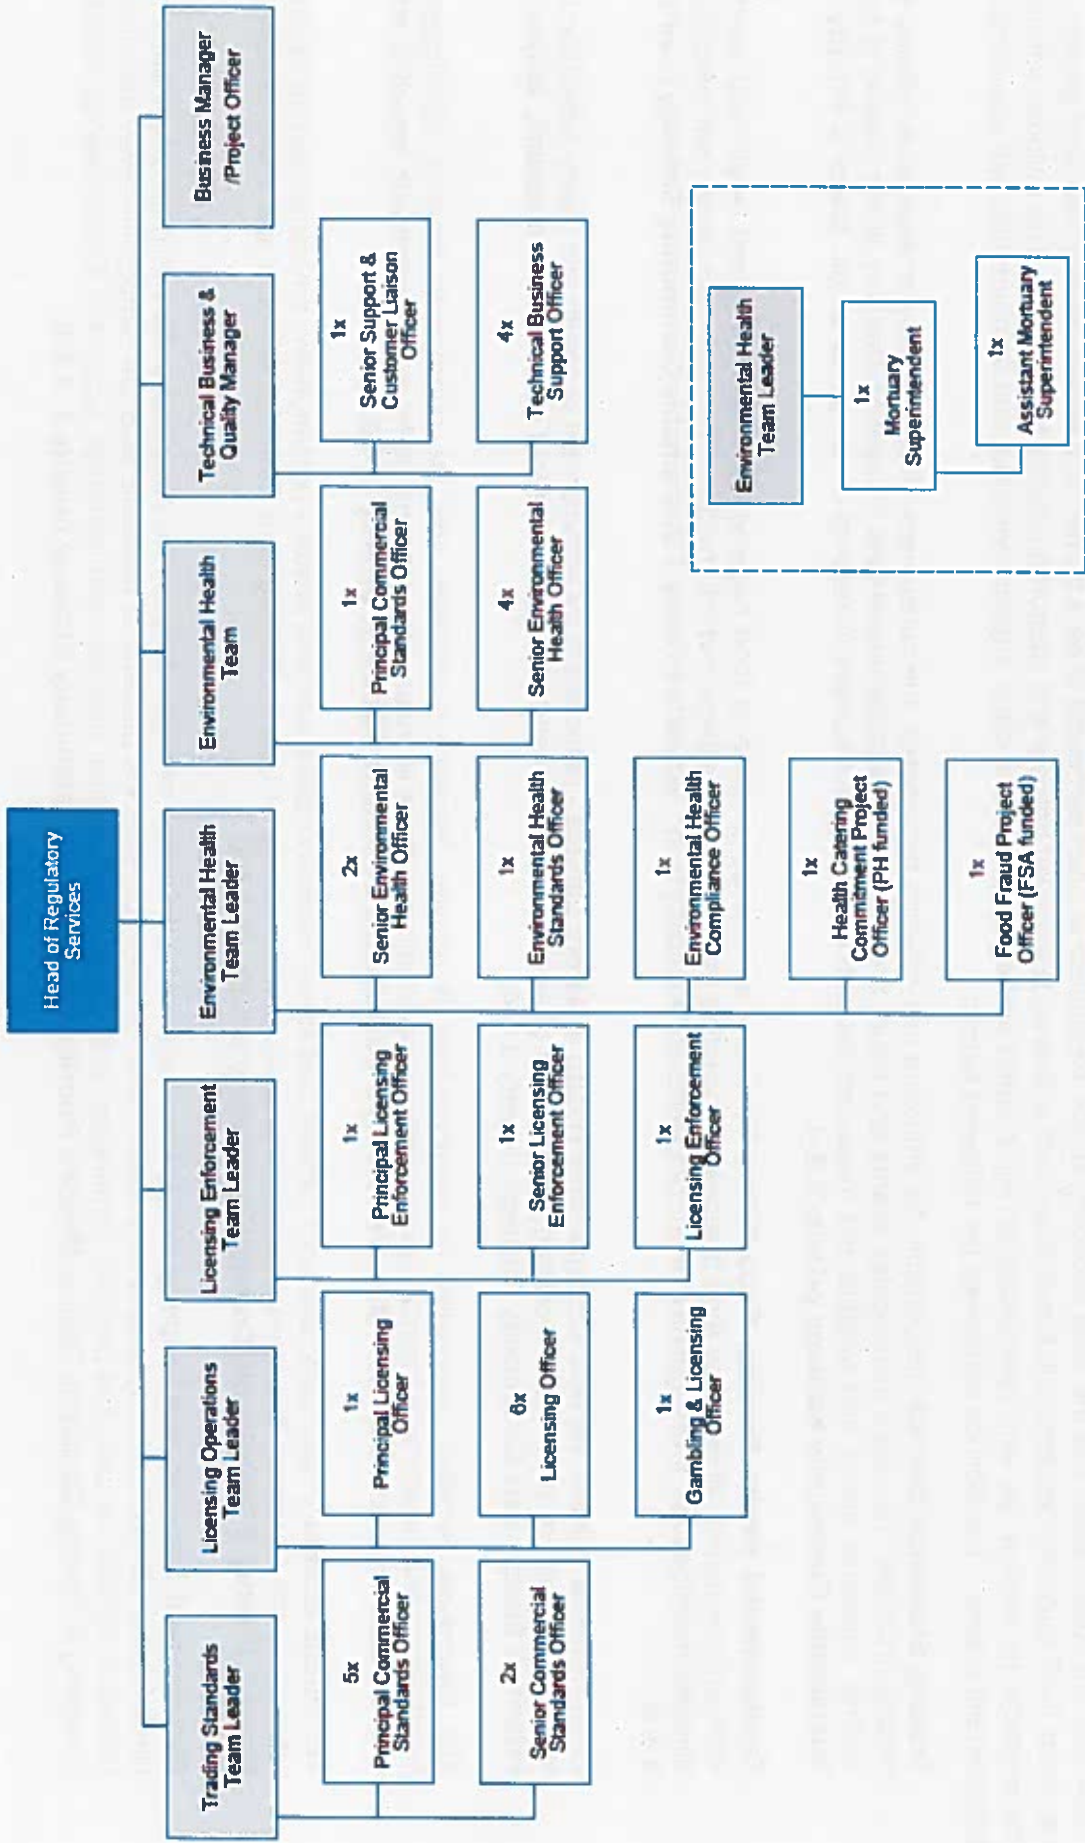 Head of Regulatory
Services
Trading Standards
Team Leader
5x
Principal Commercial
Standards Officer
2x
Senior Commercial
Standards Officer
Licensing Operations
Team Leader
1x
Principal Licensing
Officer
6x
Licensing Officer
1x
Gambling & Licensing
Officer
Licensing Enforcement
Team Leader
1x
Principal Licensing
Enforcement Officer
1x
Senior Licensing
Enforcement Officer
1x
Licensing Enforcement
Officer
Environmental Health
Team Leader
2x
Senior Environmental
Health Officer
1x
Environmental Health
Standards Officer
1x
Environmental Health
Compliance Officer
1x
Health Catering
Commitment Project
Officer (PH funded)
1x
Food Fraud Project
Officer (FSA funded)
Environmental Health
Team
1x
Principal Commercial
Standards Officer
4x
Senior Environmental
Health Officer
Technical Business &
Quality Manager
1x
Senior Support &
Customer Liaison
Officer
4x
Technical Business
Support Officer
Business Manager
/Project Officer
Environmental Health
Team Leader
1x
Mortuary
Superintendent
1x
Assistant Mortuary
Superintendent